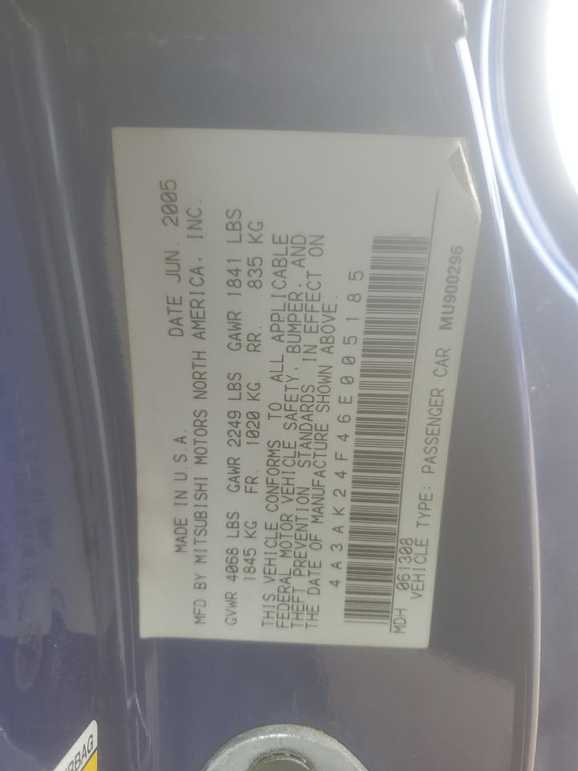 MADE IN U.S.A. DATE JUN. 2005
MFD BY MITSUBISHI MOTORS NORTH AMERICA, INC.
GVWR 4068 LBS GAWR 2249 LBS GAWR 1841 LBS
1845 KG FR. 1020 KG RR. 835 KG
THIS VEHICLE CONFORMS TO ALL APPLICABLE
FEDERAL MOTOR VEHICLE SAFETY, BUMPER, AND
THEFT PREVENTION STANDARDS IN EFFECT ON
THE DATE OF MANUFACTURE SHOWN ABOVE.
4A3AK24F46E005185
MDH 061308
VEHICLE TYPE: PASSENGER CAR MU900296